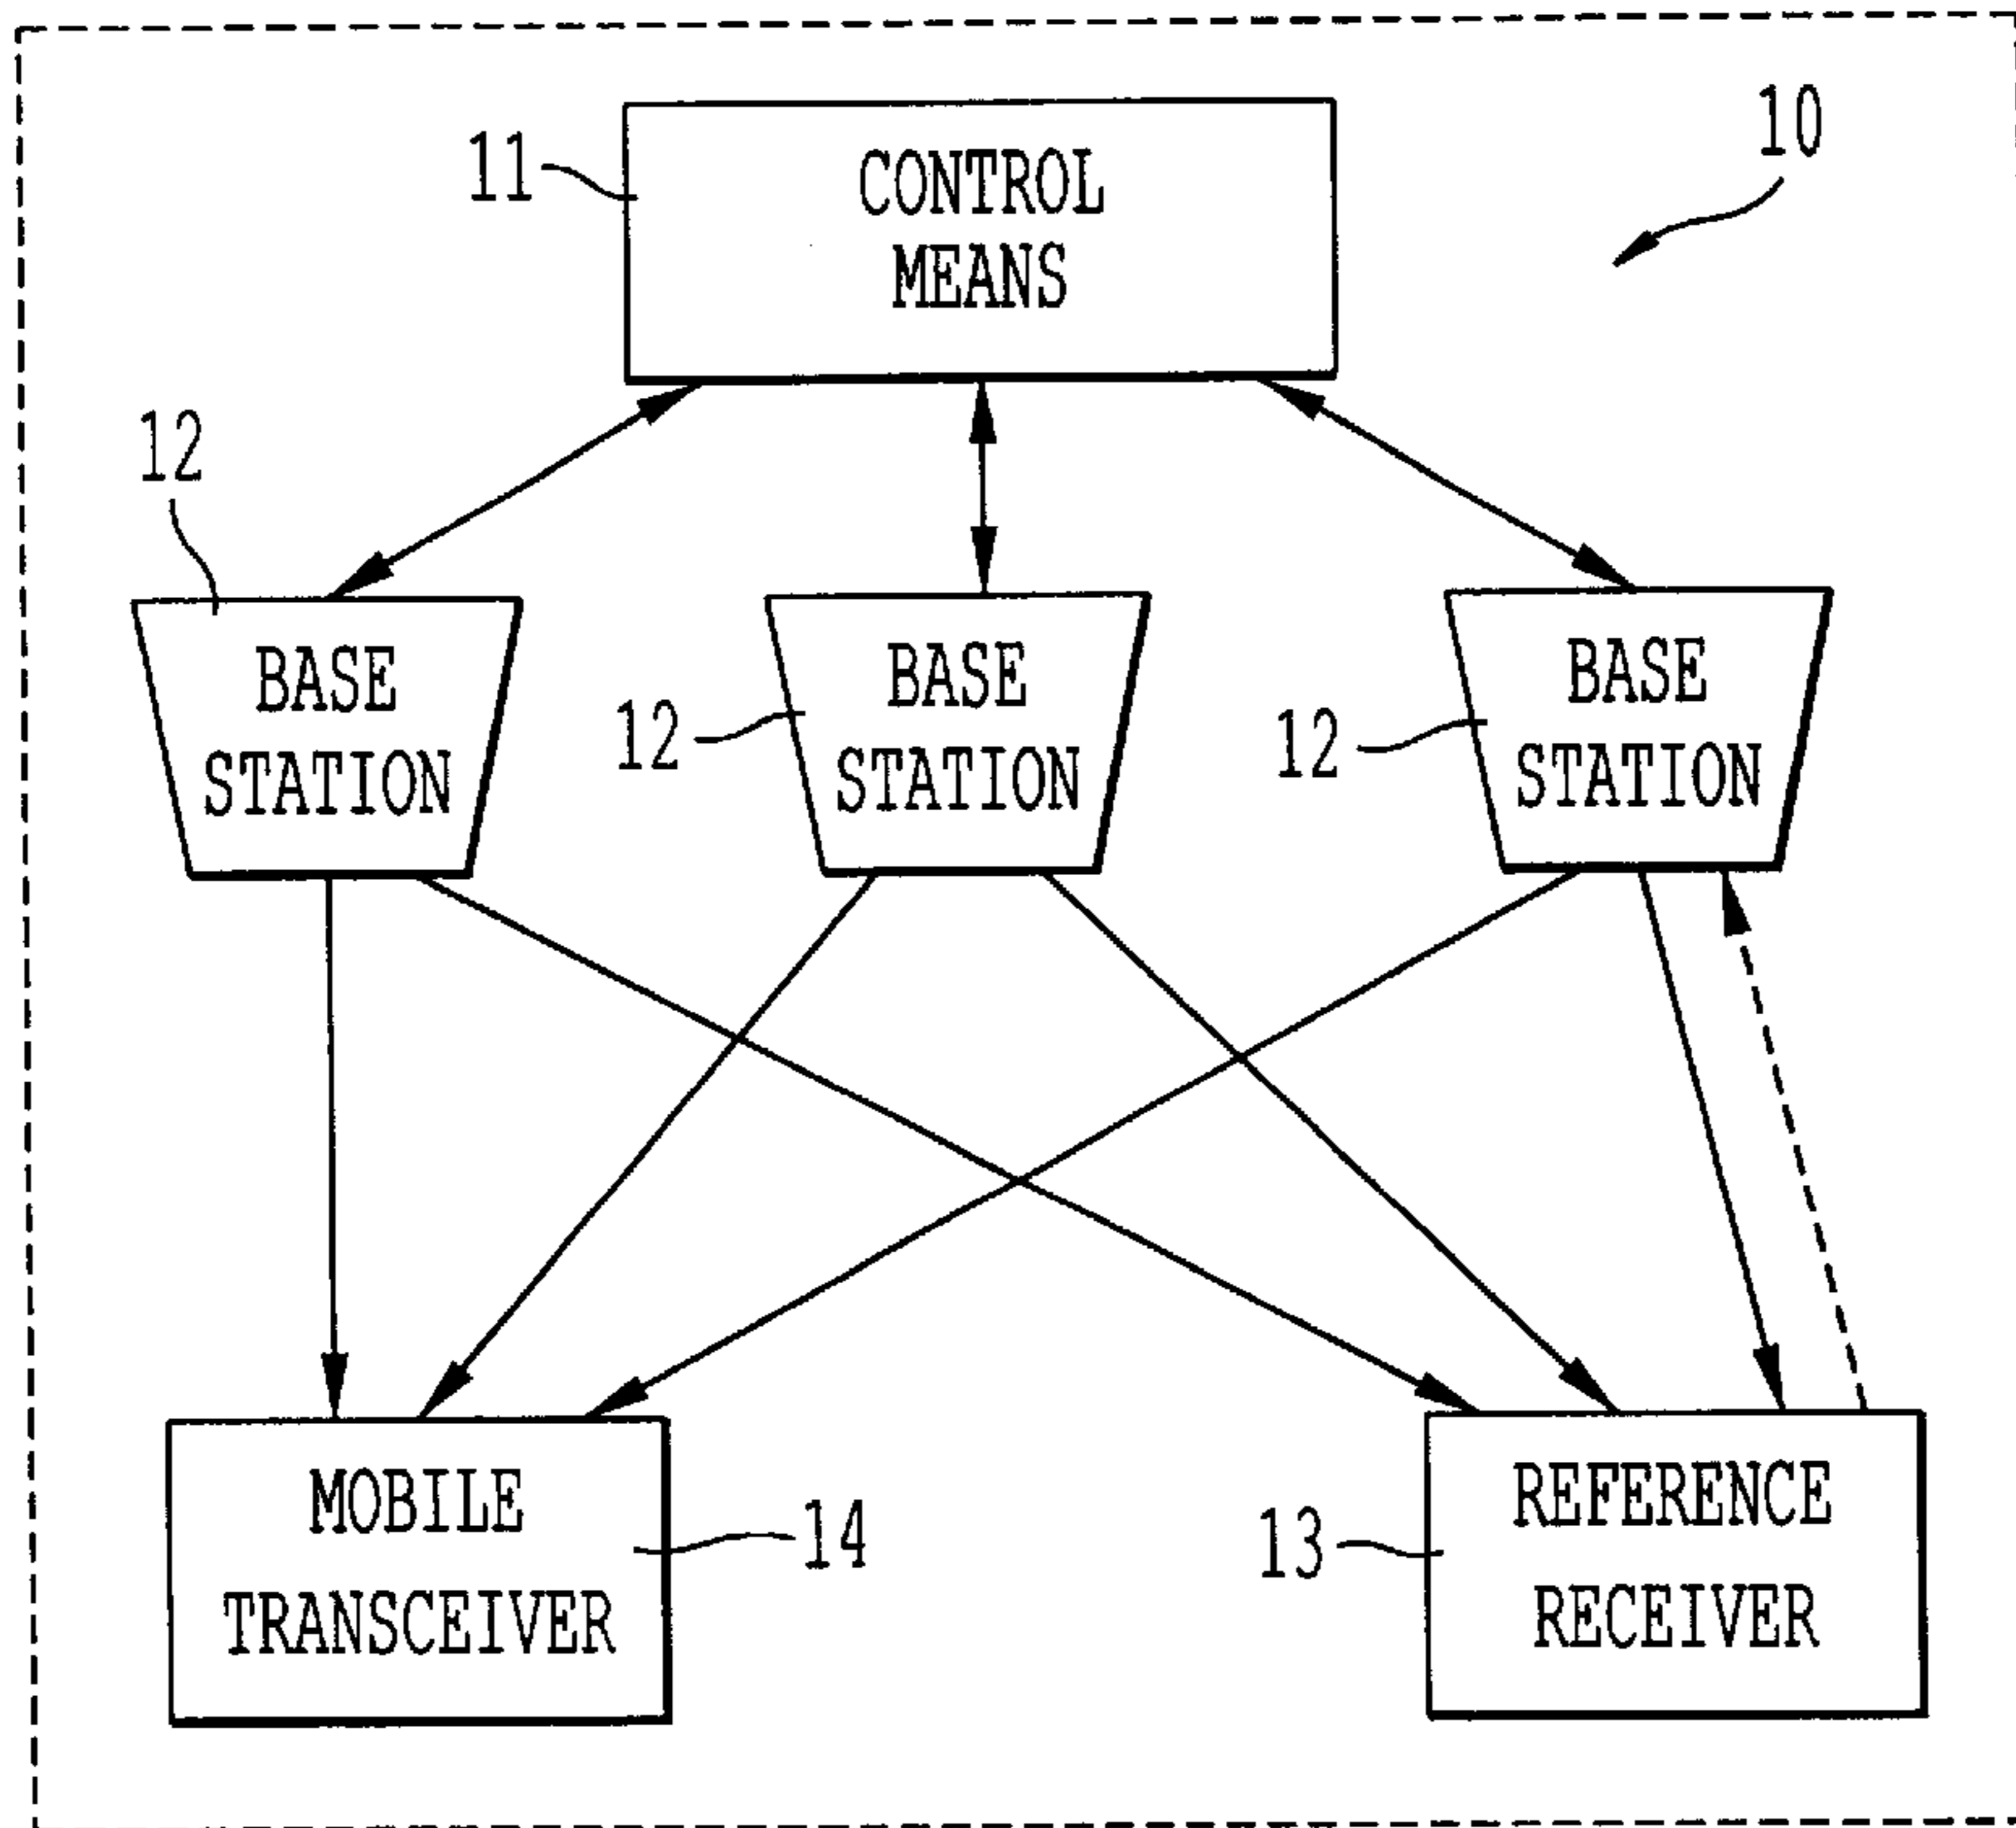 10
11
CONTROL
MEANS
12
BASE
STATION
12
BASE
STATION
12
BASE
STATION
MOBILE
TRANSCEIVER
14
13
REFERENCE
RECEIVER